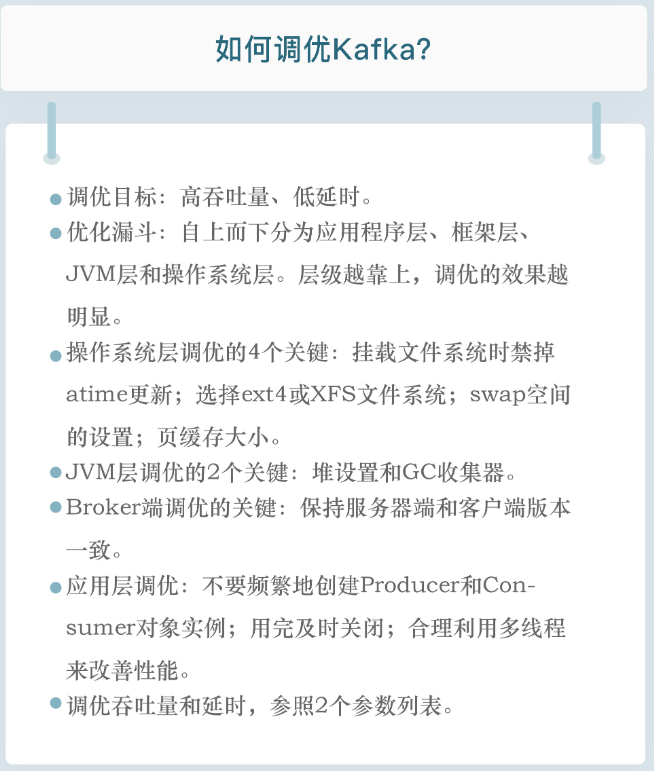 如何调优Kafka?
调优目标：高吞吐量、低延时。
优化漏斗：自上而下分为应用程序层、框架层、
JVM层和操作系统层。层级越靠上，调优的效果越
明显。
操作系统层调优的4个关键：挂载文件系统时禁掉
atime更新；选择ext4或XFS文件系统；swap空间
的设置；页缓存大小。
JVM层调优的2个关键：堆设置和GC收集器。
Broker端调优的关键：保持服务器端和客户端版本
一致。
应用层调优：不要频繁地创建Producer和Con-
sumer对象实例；用完及时关闭；合理利用多线程
来改善性能。
调优吞吐量和延时，参照2个参数列表。